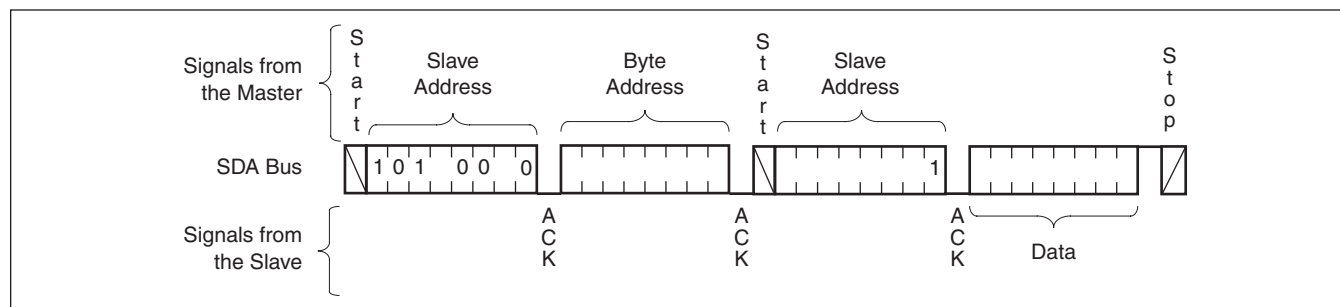 Signals from
the Master
Start
Slave
Address
Byte
Address
Start
Slave
Address
Stop
SDA Bus
1 0 1 0 0 0
1
Signals from
the Slave
ACK
ACK
ACK
Data